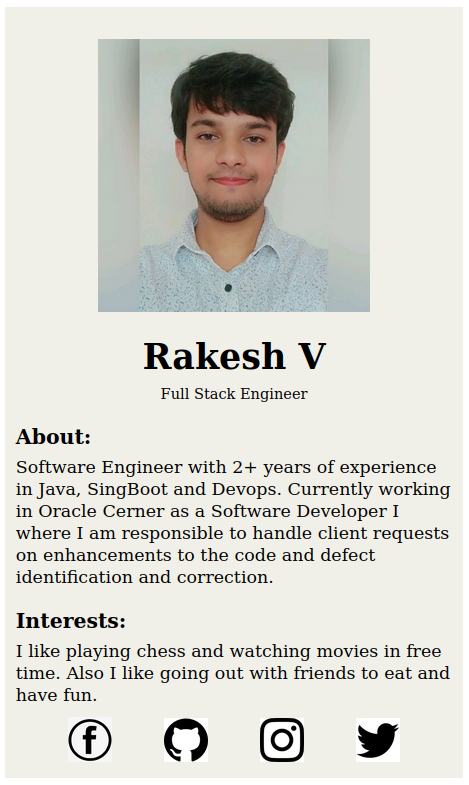 Rakesh V
Full Stack Engineer
About:
Software Engineer with 2+ years of experience
in Java, SingBoot and Devops. Currently working
in Oracle Cerner as a Software Developer I
where I am responsible to handle client requests
on enhancements to the code and defect
identification and correction.
Interests:
I like playing chess and watching movies in free
time. Also I like going out with friends to eat and
have fun.